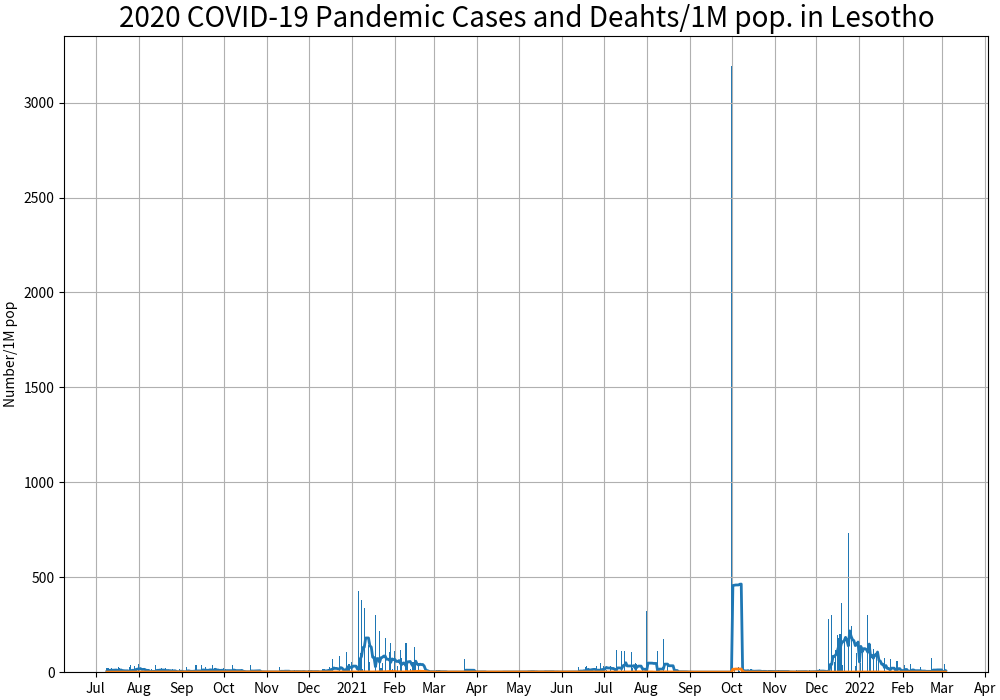 2020 COVID-19 Pandemic Cases and Deahts/1M pop. in Lesotho
Number/1M pop
3000
2500
2000
1500
1000
500
0
Jul Aug Sep Oct Nov Dec 2021 Feb Mar Apr May Jun Jul Aug Sep Oct Nov Dec 2022 Feb Mar Apr